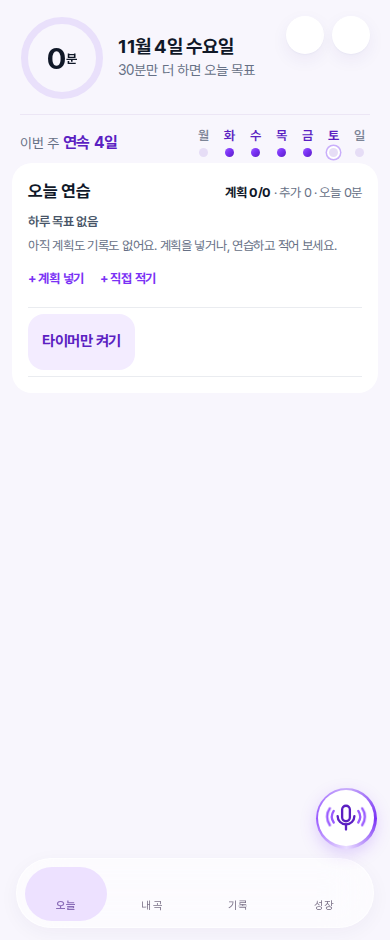 0분
11월 4일 수요일
30분만 더 하면 오늘 목표
이번 주 연속 4일
월 화 수 목 금 토 일
오늘 연습
계획 0/0 · 추가 0 · 오늘 0분
하루 목표 없음
아직 계획도 기록도 없어요. 계획을 넣거나, 연습하고 적어 보세요.
+ 계획 넣기 + 직접 적기
타이머만 켜기
오늘 내 곡 기록 성장